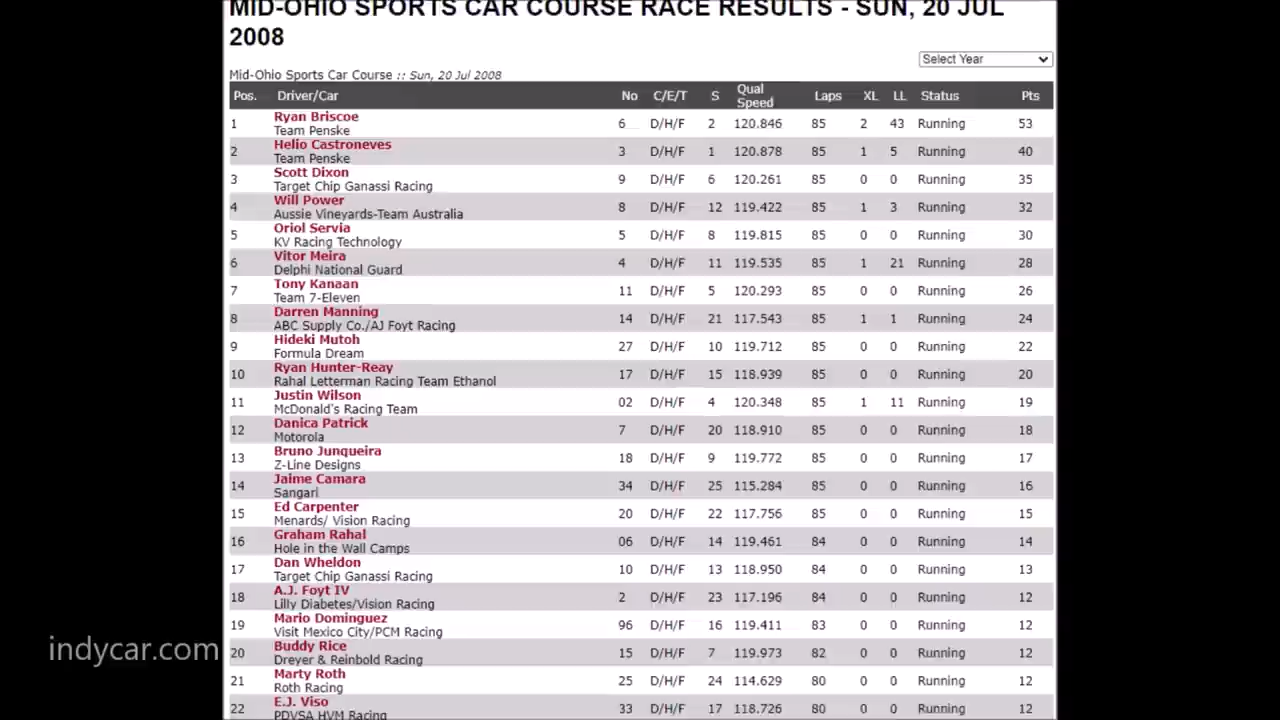 MID-OHIO SPORTS CAR COURSE RACE RESULTS - SUN, 20 JUL
2008
Select Year
Mid-Ohio Sports Car Course :: Sun, 20 Jul 2008
Pos. Driver/Car No C/E/T S Qual Speed Laps XL LL Status Pts
1 Ryan Briscoe 6 D/H/F 2 120.846 85 2 43 Running 53
Team Penske
2 Helio Castroneves 3 D/H/F 1 120.878 85 1 5 Running 40
Team Penske
3 Scott Dixon 9 D/H/F 6 120.261 85 0 0 Running 35
Target Chip Ganassi Racing
4 Will Power 8 D/H/F 12 119.422 85 1 3 Running 32
Aussie Vineyards-Team Australia
5 Oriol Servia 5 D/H/F 8 119.815 85 0 0 Running 30
KV Racing Technology
6 Vitor Meira 4 D/H/F 11 119.535 85 1 21 Running 28
Delphi National Guard
7 Tony Kanaan 11 D/H/F 5 120.293 85 0 0 Running 26
Team 7-Eleven
8 Darren Manning 14 D/H/F 21 117.543 85 1 1 Running 24
ABC Supply Co./AJ Foyt Racing
9 Hideki Mutoh 27 D/H/F 10 119.712 85 0 0 Running 22
Formula Dream
10 Ryan Hunter-Reay 17 D/H/F 15 118.939 85 0 0 Running 20
Rahal Letterman Racing Team Ethanol
11 Justin Wilson 02 D/H/F 4 120.348 85 1 11 Running 19
McDonald's Racing Team
12 Danica Patrick 7 D/H/F 20 118.910 85 0 0 Running 18
Motorola
13 Bruno Junqueira 18 D/H/F 9 119.772 85 0 0 Running 17
Z-Line Designs
14 Jaime Camara 34 D/H/F 25 115.284 85 0 0 Running 16
Sangari
15 Ed Carpenter 20 D/H/F 22 117.756 85 0 0 Running 15
Menards/ Vision Racing
16 Graham Rahal 06 D/H/F 14 119.461 84 0 0 Running 14
Hole in the Wall Camps
17 Dan Wheldon 10 D/H/F 13 118.950 84 0 0 Running 13
Target Chip Ganassi Racing
18 A.J. Foyt IV 2 D/H/F 23 117.196 84 0 0 Running 12
Lilly Diabetes/Vision Racing
19 Mario Dominguez 96 D/H/F 16 119.411 83 0 0 Running 12
Visit Mexico City/PCM Racing
20 Buddy Rice 15 D/H/F 7 119.973 82 0 0 Running 12
Dreyer & Reinbold Racing
21 Marty Roth 25 D/H/F 24 114.629 80 0 0 Running 12
Roth Racing
22 E.J. Viso 33 D/H/F 17 118.726 80 0 0 Running 12
PDVSA HVM Racing
indycar.com